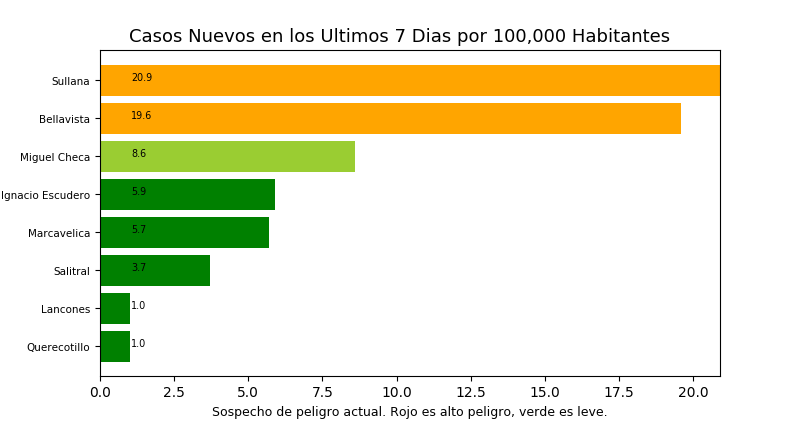 Casos Nuevos en los Ultimos 7 Dias por 100,000 Habitantes
Sullana 20.9
Bellavista 19.6
Miguel Checa 8.6
Ignacio Escudero 5.9
Marcavelica 5.7
Salitral 3.7
Lancones 1.0
Querecotillo 1.0
0.0 2.5 5.0 7.5 10.0 12.5 15.0 17.5 20.0
Sospecho de peligro actual. Rojo es alto peligro, verde es leve.